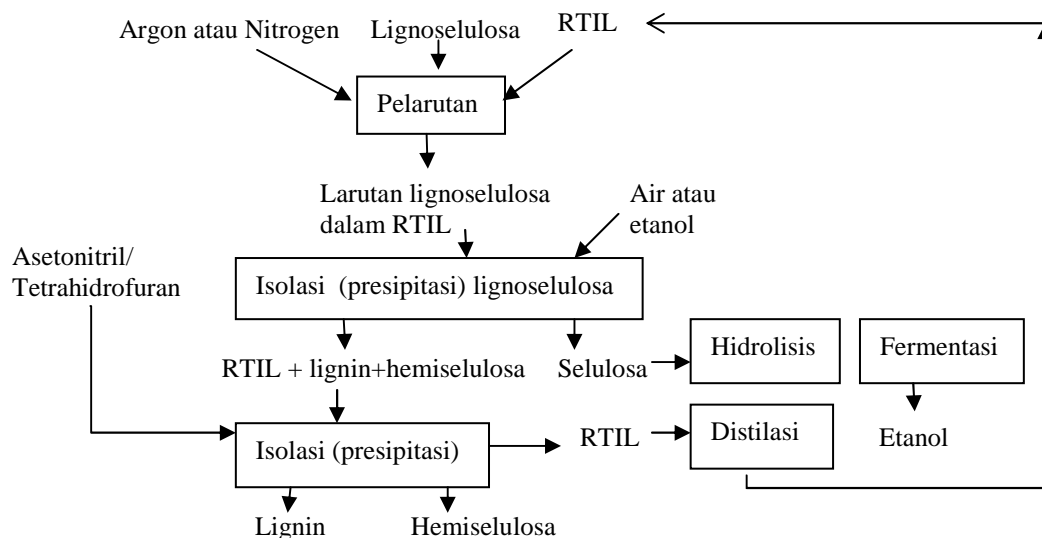 Argon atau Nitrogen
Lignoselulosa
RTIL
Pelarutan
Larutan lignoselulosa
dalam RTIL
Air atau
etanol
Asetonitril/
Tetrahidrofuran
Isolasi (presipitasi) lignoselulosa
RTIL + lignin+hemiselulosa
Selulosa
Hidrolisis
Fermentasi
Isolasi (presipitasi)
RTIL
Distilasi
Etanol
Lignin
Hemiselulosa